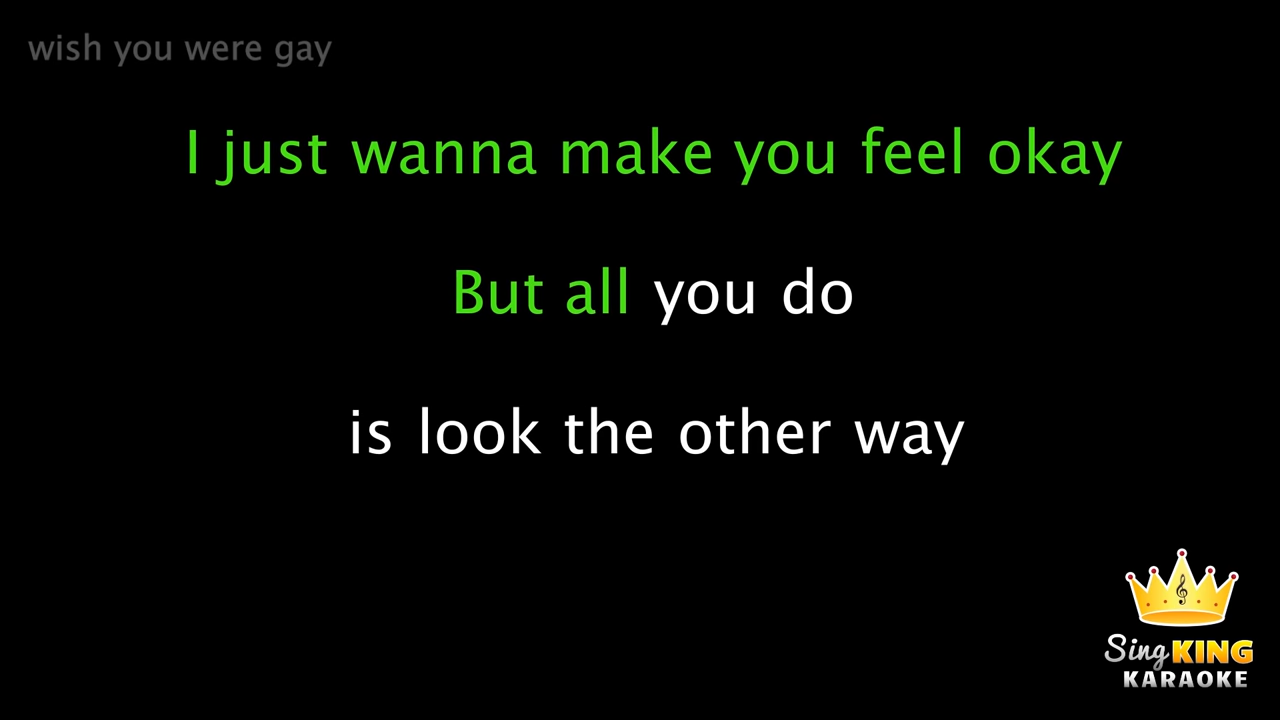 wish you were gay
I just wanna make you feel okay
But all you do
is look the other way
Sing KING
KARAOKE